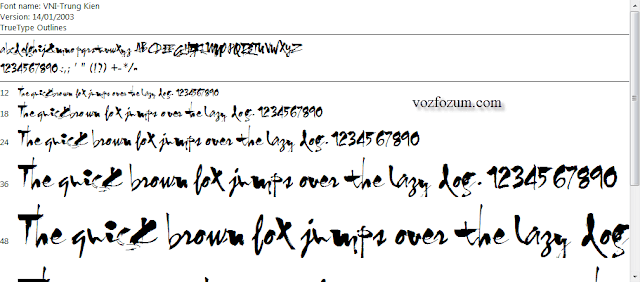 Font name: VNI-Trung Kien
Version: 14/01/2003
TrueType Outlines
abcdefghijklmnopqrstuvwxyz ABCDEFGHIJKLMNOPQRSTUVWXYZ
1234567890.:,; ' " (!?) +-*/=
12 The quick brown fox jumps over the lazy dog. 1234567890
vozfozum.com
18 The quick brown fox jumps over the lazy dog. 1234567890
24 The quick brown fox jumps over the lazy dog. 1234567890
36 The quick brown fox jumps over the lazy dog. 1234567890
48 The quick brown fox jumps over the lazy dog